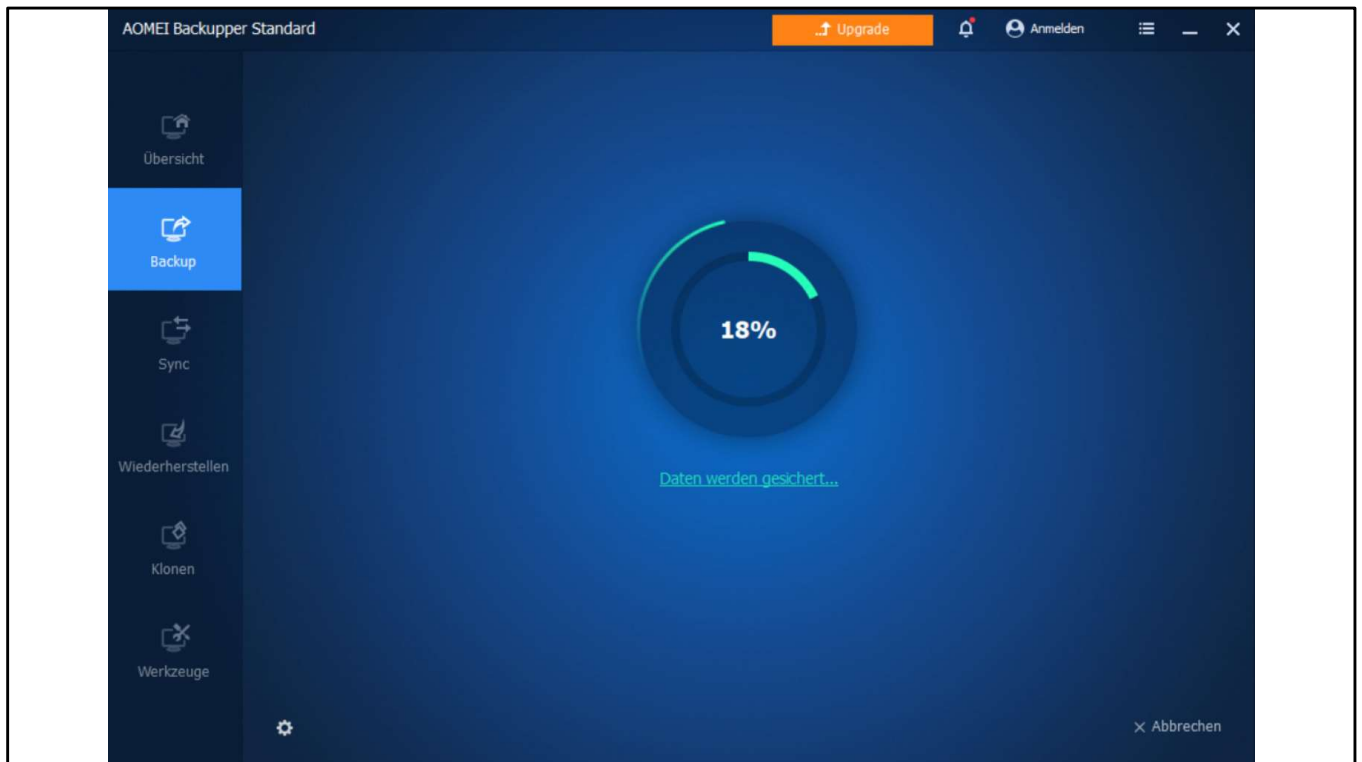 AOMEI Backupper Standard
Upgrade
Anmelden
Übersicht
Backup
Sync
Wiederherstellen
Klonen
Werkzeuge
18%
Daten werden gesichert...
Abbrechen